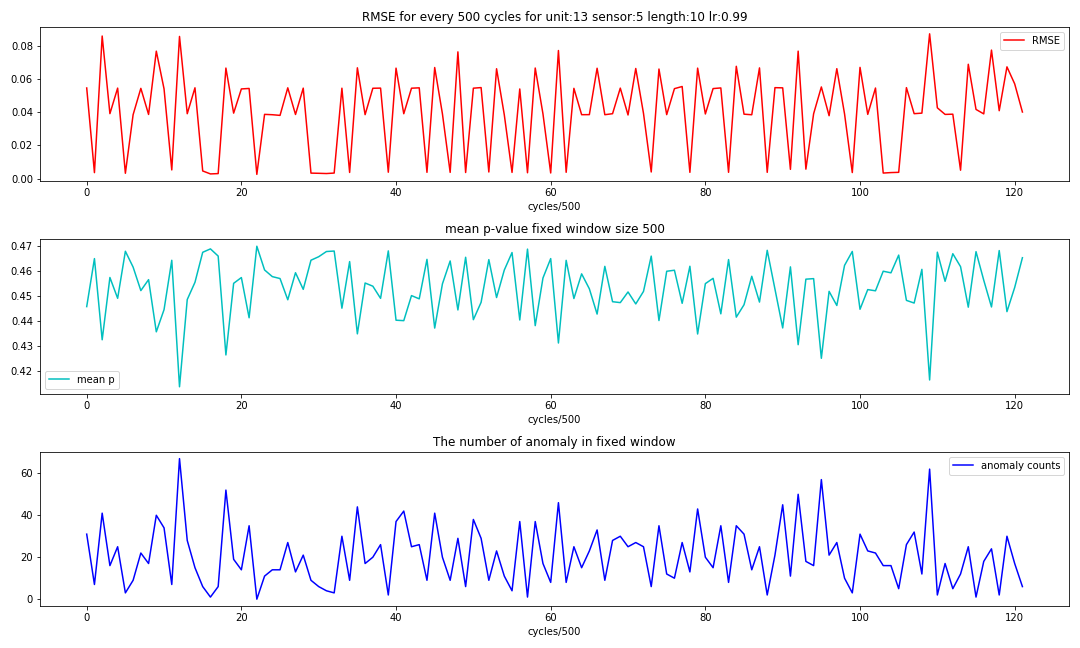 RMSE for every 500 cycles for unit:13 sensor:5 length:10 lr:0.99
RMSE
0.08
0.06
0.04
0.02
0.00
0 20 40 60 80 100 120
cycles/500
mean p-value fixed window size 500
0.47
0.46
0.45
0.44
0.43
0.42
mean p
0 20 40 60 80 100 120
cycles/500
The number of anomaly in fixed window
anomaly counts
60
40
20
0
0 20 40 60 80 100 120
cycles/500